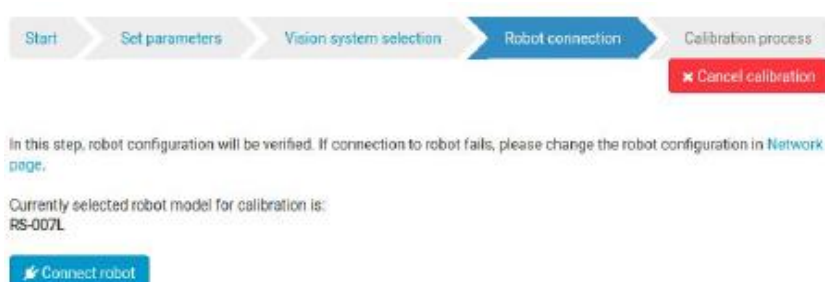 Start
Set parameters
Vision system selection
Robot connection
Calibration process
Cancel calibration
In this step, robot configuration will be verified. If connection to robot fails, please change the robot configuration in Network
page.
Currently selected robot model for calibration is:
RS-007L
Connect robot